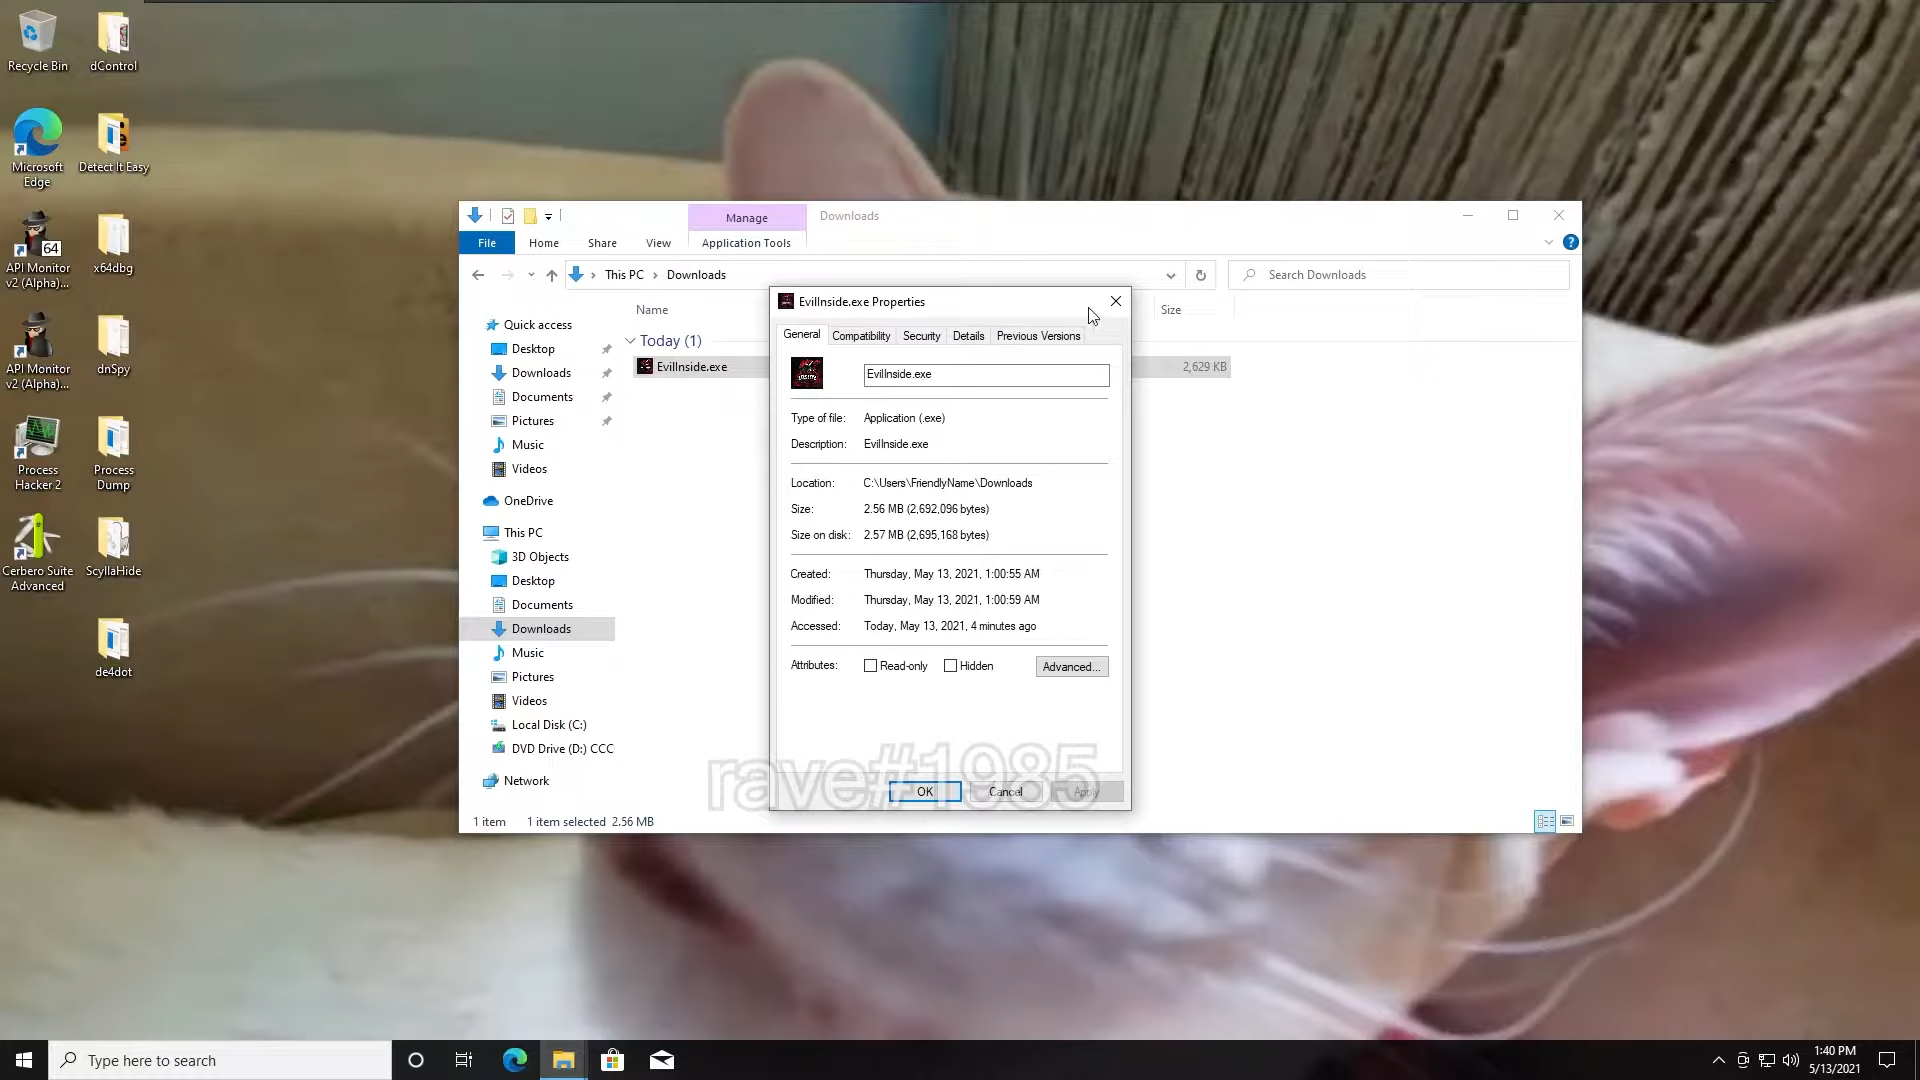 Recycle Bin
dControl
Microsoft
Edge
Detect It Easy
64
API Monitor
v2 (Alpha)...
x64dbg
API Monitor
v2 (Alpha)...
dnSpy
Process
Hacker 2
Process
Dump
Cerbero Suite
Advanced
ScyllaHide
de4dot
Manage
Downloads
File
Home
Share
View
Application Tools
This PC
Downloads
Search Downloads
Name
Size
Today (1)
EvilInside.exe
2,629 KB
Quick access
Desktop
Downloads
Documents
Pictures
Music
Videos
OneDrive
This PC
3D Objects
Desktop
Documents
Downloads
Music
Pictures
Videos
Local Disk (C:)
DVD Drive (D:) CCC
Network
1 item
1 item selected 2.56 MB
EvilInside.exe Properties
General
Compatibility
Security
Details
Previous Versions
EvilInside.exe
Type of file: Application (.exe)
Description: EvilInside.exe
Location: C:\Users\FriendlyName\Downloads
Size: 2.56 MB (2,692,096 bytes)
Size on disk: 2.57 MB (2,695,168 bytes)
Created: Thursday, May 13, 2021, 1:00:55 AM
Modified: Thursday, May 13, 2021, 1:00:59 AM
Accessed: Today, May 13, 2021, 4 minutes ago
Attributes: Read-only Hidden Advanced...
rave#1985
OK
Cancel
Apply
Type here to search
1:40 PM
5/13/2021